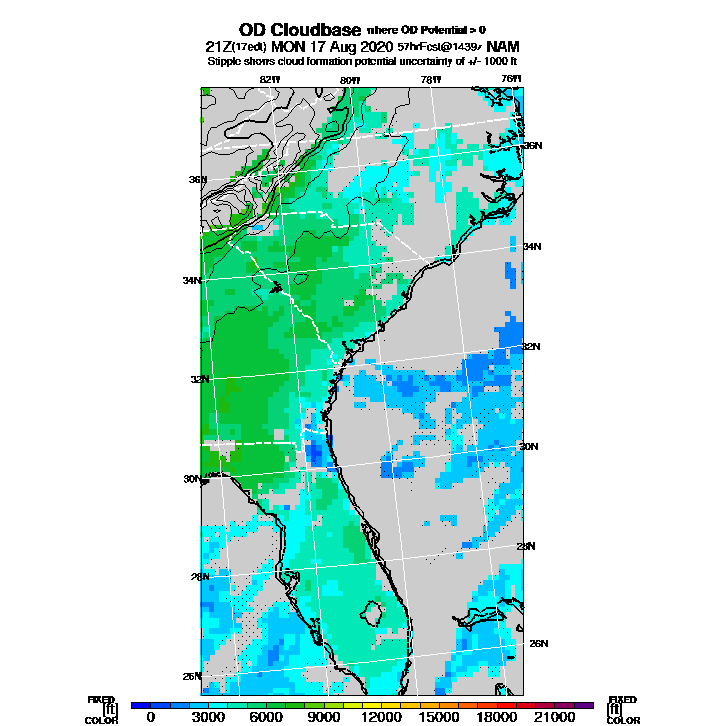 OD Cloudbase where OD Potential > 0
21Z(17edt) MON 17 Aug 2020 57hrFcst@1439z NAM
Stipple shows cloud formation potential uncertainty of +/- 1000 ft
82W 80W 78W 76W
36N 36N
34N 34N
32N 32N
30N 30N
28N 28N
26N 26N
FIXED FIXED
[ft] [ft]
COLOR COLOR
0 3000 6000 9000 12000 15000 18000 21000